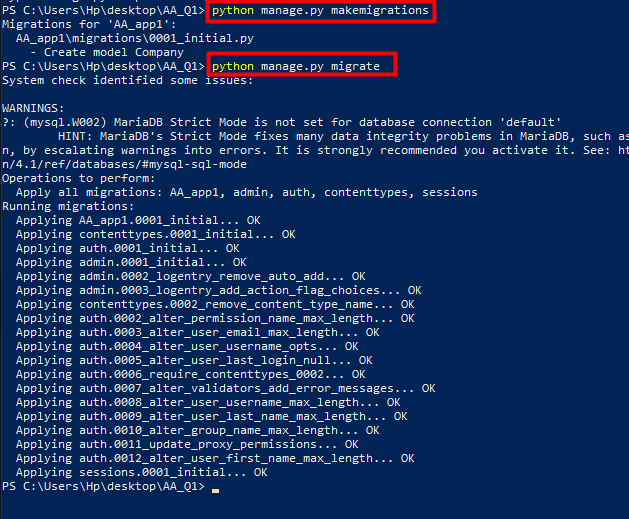 PS C:\Users\Hp\desktop\AA_Q1> python manage.py makemigrations
Migrations for 'AA_app1':
AA_app1\migrations\0001_initial.py
- Create model Company
PS C:\Users\Hp\desktop\AA_Q1> python manage.py migrate
System check identified some issues:
WARNINGS:
?: (mysql.W002) MariaDB Strict Mode is not set for database connection 'default'
HINT: MariaDB's Strict Mode fixes many data integrity problems in MariaDB, such as
n, by escalating warnings into errors. It is strongly recommended you activate it. See: ht
n/4.1/ref/databases/#mysql-sql-mode
Operations to perform:
Apply all migrations: AA_app1, admin, auth, contenttypes, sessions
Running migrations:
Applying AA_app1.0001_initial... OK
Applying contenttypes.0001_initial... OK
Applying auth.0001_initial... OK
Applying admin.0001_initial... OK
Applying admin.0002_logentry_remove_auto_add... OK
Applying admin.0003_logentry_add_action_flag_choices... OK
Applying contenttypes.0002_remove_content_type_name... OK
Applying auth.0002_alter_permission_name_max_length... OK
Applying auth.0003_alter_user_email_max_length... OK
Applying auth.0004_alter_user_username_opts... OK
Applying auth.0005_alter_user_last_login_null... OK
Applying auth.0006_require_contenttypes_0002... OK
Applying auth.0007_alter_validators_add_error_messages... OK
Applying auth.0008_alter_user_username_max_length... OK
Applying auth.0009_alter_user_last_name_max_length... OK
Applying auth.0010_alter_group_name_max_length... OK
Applying auth.0011_update_proxy_permissions... OK
Applying auth.0012_alter_user_first_name_max_length... OK
Applying sessions.0001_initial... OK
PS C:\Users\Hp\desktop\AA_Q1>